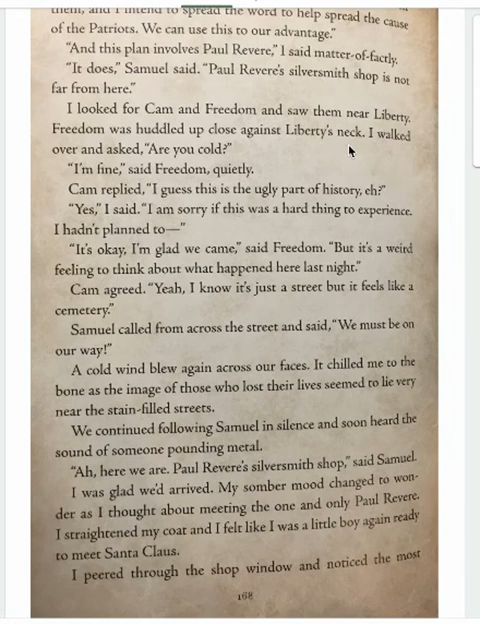 them, and I intend to spread the word to help spread the cause
of the Patriots. We can use this to our advantage."
"And this plan involves Paul Revere," I said matter-of-factly.
"It does," Samuel said. "Paul Revere's silversmith shop is not
far from here."
I looked for Cam and Freedom and saw them near Liberty.
Freedom was huddled up close against Liberty's neck. I walked
over and asked, "Are you cold?"
"I'm fine," said Freedom, quietly.
Cam replied, "I guess this is the ugly part of history, eh?"
"Yes," I said. "I am sorry if this was a hard thing to experience.
I hadn't planned to—"
"It's okay, I'm glad we came," said Freedom. "But it's a weird
feeling to think about what happened here last night."
Cam agreed. "Yeah, I know it's just a street but it feels like a
cemetery."
Samuel called from across the street and said, "We must be on
our way!"
A cold wind blew again across our faces. It chilled me to the
bone as the image of those who lost their lives seemed to lie very
near the stain-filled streets.
We continued following Samuel in silence and soon heard the
sound of someone pounding metal.
"Ah, here we are. Paul Revere's silversmith shop," said Samuel.
I was glad we'd arrived. My somber mood changed to won-
der as I thought about meeting the one and only Paul Revere.
I straightened my coat and I felt like I was a little boy again ready
to meet Santa Claus.
I peered through the shop window and noticed the most
168